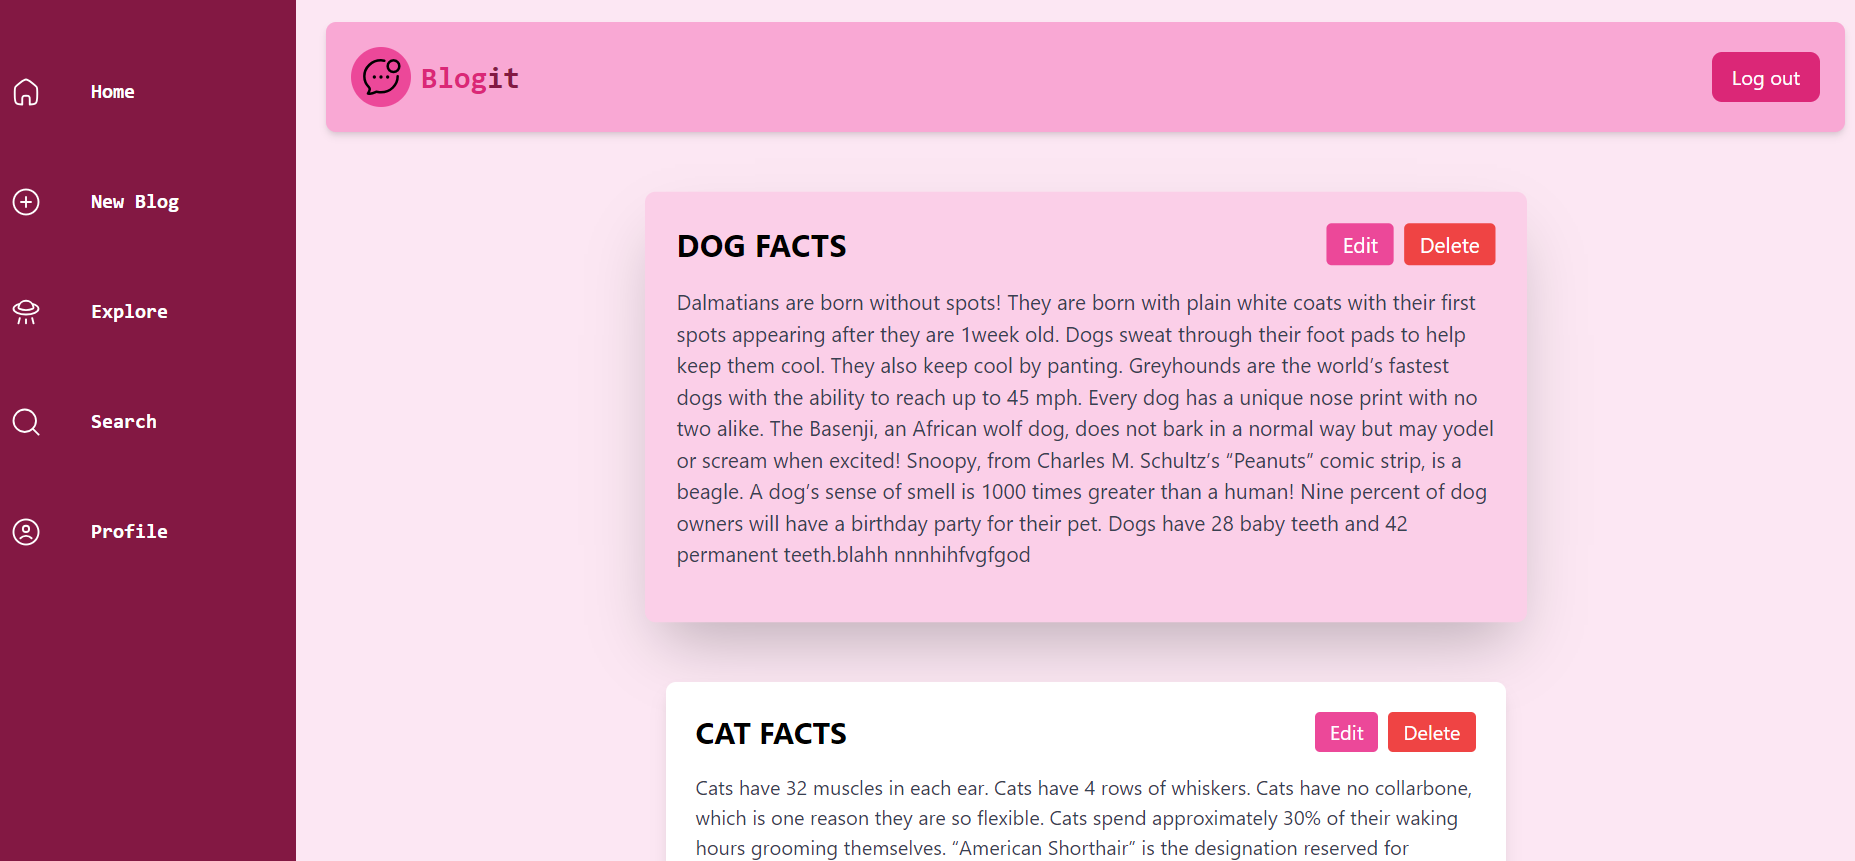 Home
New Blog
Explore
Search
Profile
Blogit
Log out
DOG FACTS
Edit
Delete
Dalmatians are born without spots! They are born with plain white coats with their first
spots appearing after they are 1week old. Dogs sweat through their foot pads to help
keep them cool. They also keep cool by panting. Greyhounds are the world’s fastest
dogs with the ability to reach up to 45 mph. Every dog has a unique nose print with no
two alike. The Basenji, an African wolf dog, does not bark in a normal way but may yodel
or scream when excited! Snoopy, from Charles M. Schultz’s “Peanuts” comic strip, is a
beagle. A dog’s sense of smell is 1000 times greater than a human! Nine percent of dog
owners will have a birthday party for their pet. Dogs have 28 baby teeth and 42
permanent teeth.blahh nnnhihfvgfgod
CAT FACTS
Edit
Delete
Cats have 32 muscles in each ear. Cats have 4 rows of whiskers. Cats have no collarbone,
which is one reason they are so flexible. Cats spend approximately 30% of their waking
hours grooming themselves. “American Shorthair” is the designation reserved for